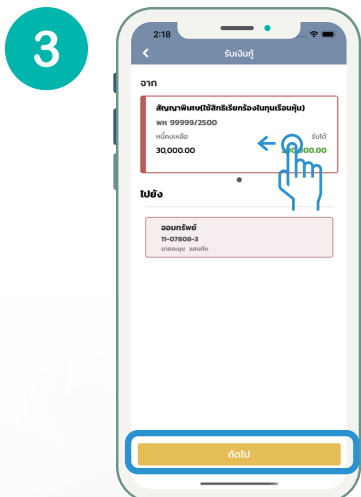 3
2:18
รับเงินกู้
จาก
สัญญาพิเศษ(ใช้สิทธิเรียกร้องในทุนเรือนหุ้น)
พห 99999/2500
หนี้คงเหลือ รับได้
30,000.00
ไปยัง
ออมทรัพย์
11-07808-3
ถัดไป